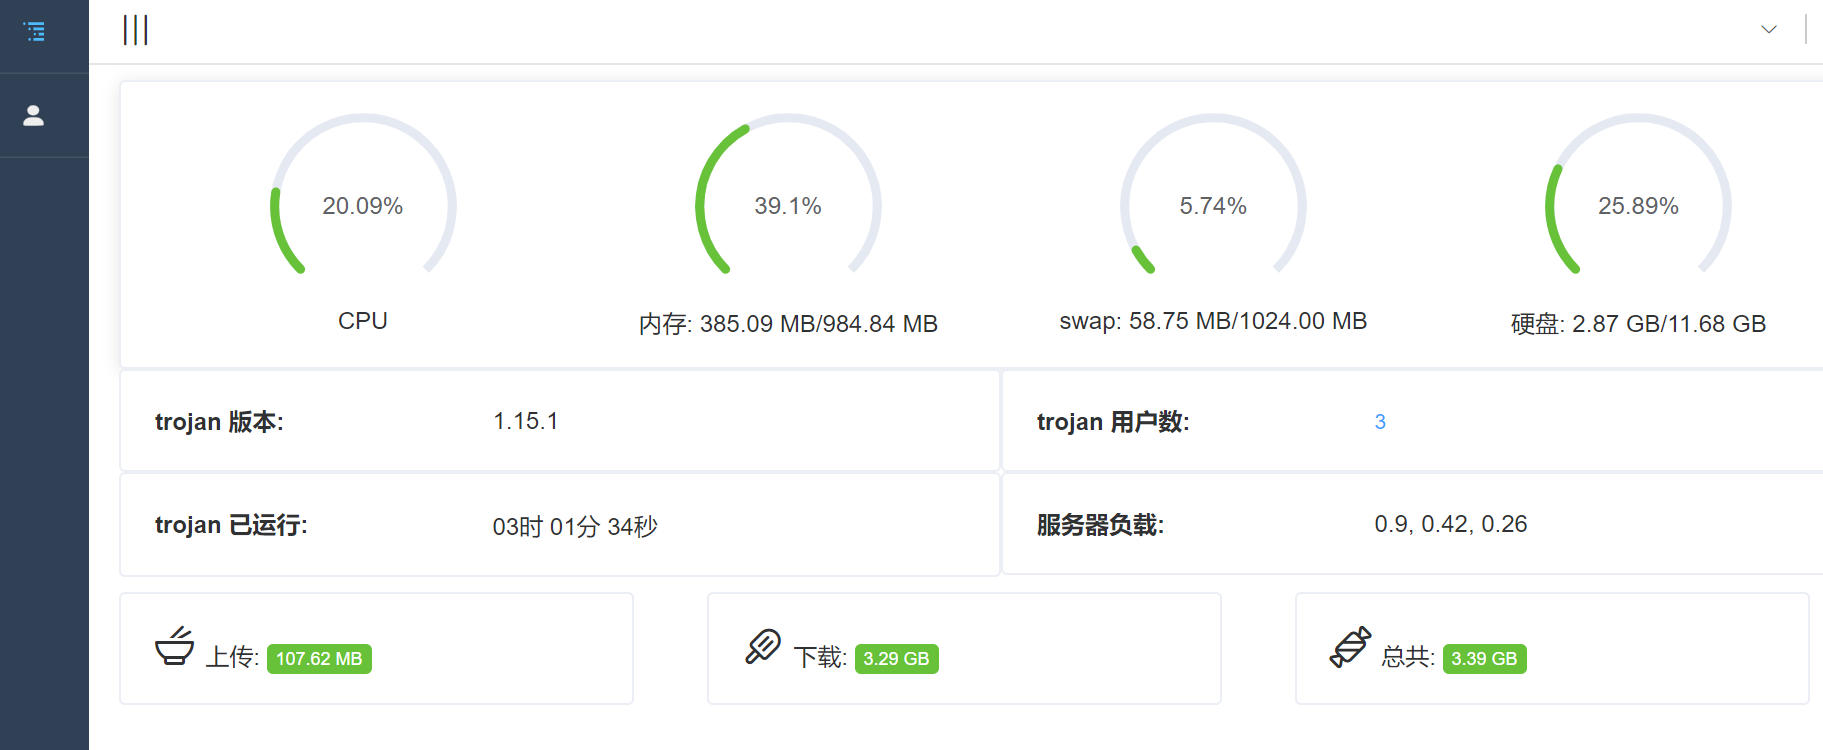 20.09%
39.1%
5.74%
25.89%
CPU
内存: 385.09 MB/984.84 MB
swap: 58.75 MB/1024.00 MB
硬盘: 2.87 GB/11.68 GB
trojan 版本: 1.15.1
trojan 用户数: 3
trojan 已运行: 03时 01分 34秒
服务器负载: 0.9, 0.42, 0.26
上传: 107.62 MB
下载: 3.29 GB
总共: 3.39 GB